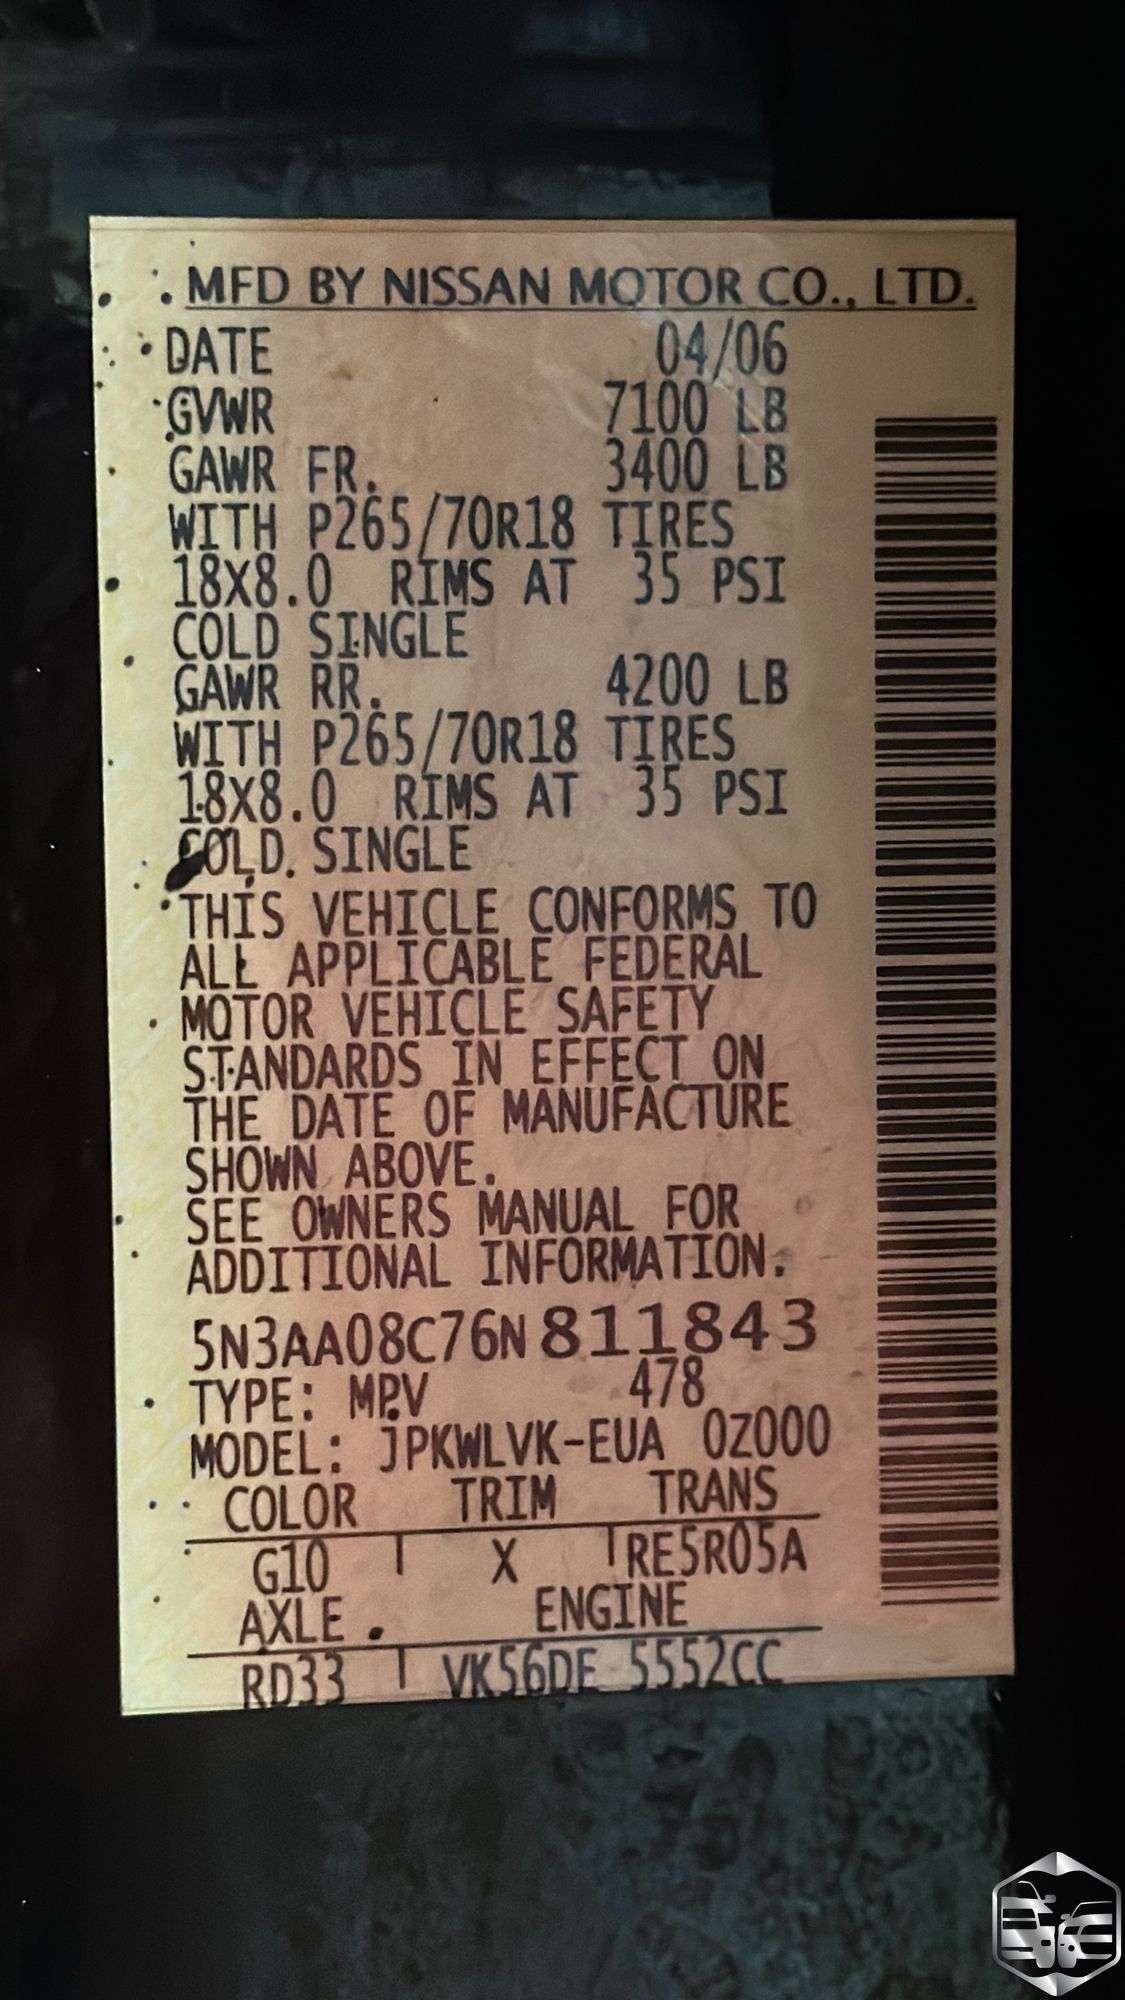 MFD BY NISSAN MOTOR CO., LTD.
DATE 04/06
GVWR 7100 LB
GAWR FR. 3400 LB
WITH P265/70R18 TIRES
18X8.0 RIMS AT 35 PSI
COLD SINGLE
GAWR RR. 4200 LB
WITH P265/70R18 TIRES
18X8.0 RIMS AT 35 PSI
COLD SINGLE
THIS VEHICLE CONFORMS TO
ALL APPLICABLE FEDERAL
MOTOR VEHICLE SAFETY
STANDARDS IN EFFECT ON
THE DATE OF MANUFACTURE
SHOWN ABOVE.
SEE OWNERS MANUAL FOR
ADDITIONAL INFORMATION.
5N3AA08C76N811843
TYPE: MPV 478
MODEL: JPKWLVK-EUA 0Z000
COLOR TRIM TRANS
G10 X RE5R05A
AXLE ENGINE
RD33 VK56DE 5552CC